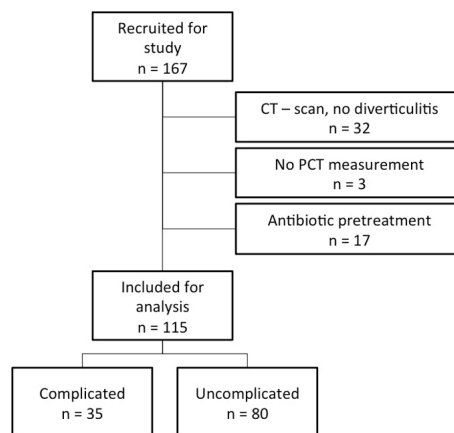 Recruited for
study
n = 167
CT – scan, no diverticulitis
n = 32
No PCT measurement
n = 3
Antibiotic pretreatment
n = 17
Included for
analysis
n = 115
Complicated
n = 35
Uncomplicated
n = 80